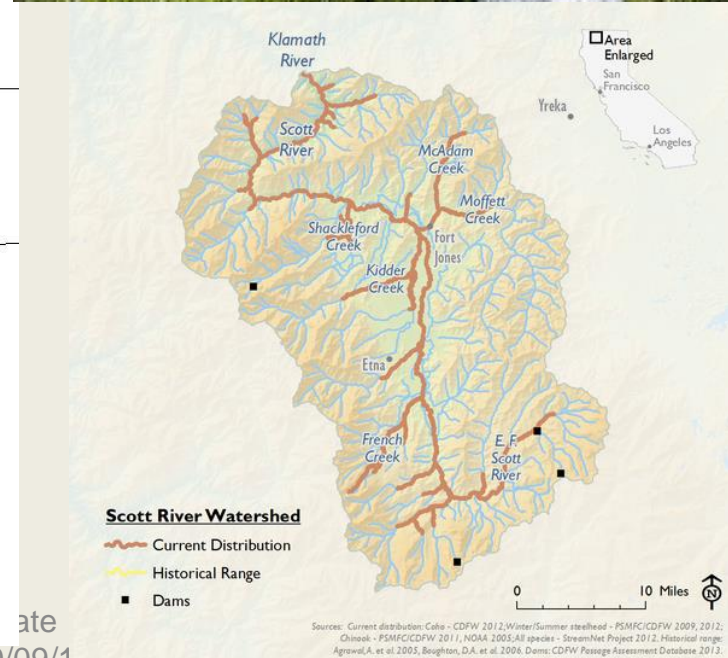 Klamath
River
Area
Enlarged
San
Francisco
Yreka
Los
Angeles
Scott
River
McAdam
Creek
Moffett
Creek
Shackleford
Creek
Fort
Jones
Kidder
Creek
Etna
French
Creek
E. F.
Scott
River
Scott River Watershed
Current Distribution
Historical Range
Dams
0 10 Miles
N
ate
/09/1
Sources: Current distribution: Coho - CDFW 2012; Winter/Summer steelhead - PSMFC/CDFW 2009, 2012;
Chinook - PSMFC/CDFW 2011, NOAA 2005; All species - StreamNet Project 2012. Historical range:
Agrawal, A. et al. 2005, Boughton, D.A. et al. 2006. Dams: CDFW Passage Assessment Database 2013.